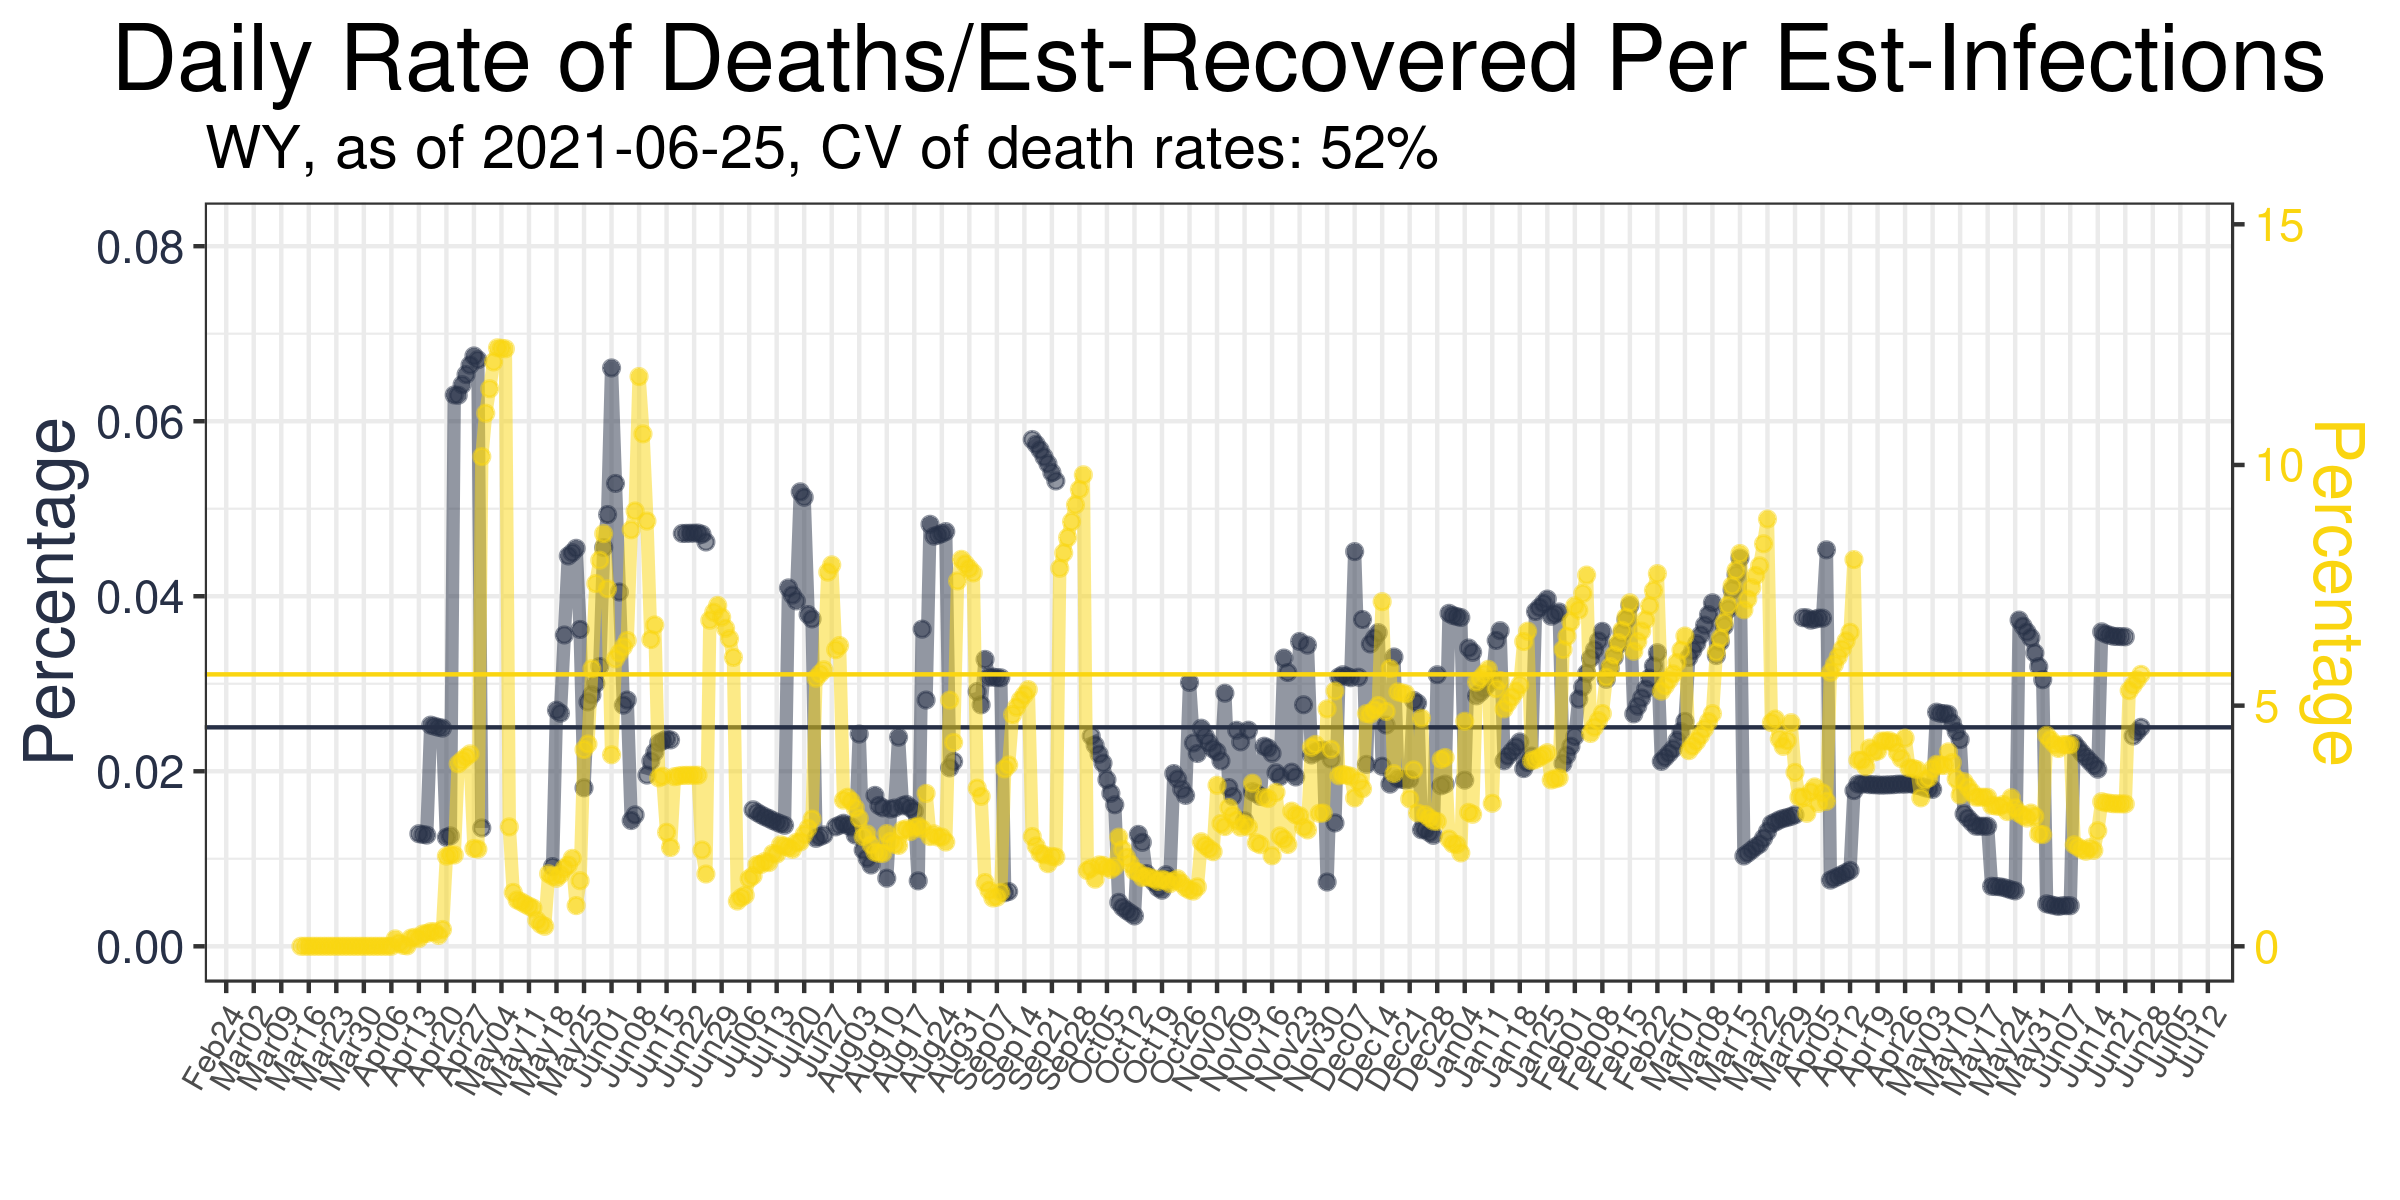 Daily Rate of Deaths/Est-Recovered Per Est-Infections
WY, as of 2021-06-25, CV of death rates: 52%
Percentage
0.08
0.06
0.04
0.02
0.00
15
10
5
0
Percentage
Feb24
Mar02
Mar09
Mar16
Mar23
Mar30
Apr06
Apr13
Apr20
Apr27
May04
May11
May18
May25
Jun01
Jun08
Jun15
Jun22
Jun29
Jul06
Jul13
Jul20
Jul27
Aug03
Aug10
Aug17
Aug24
Aug31
Sep07
Sep14
Sep21
Sep28
Oct05
Oct12
Oct19
Oct26
Nov02
Nov09
Nov16
Nov23
Nov30
Dec07
Dec14
Dec21
Dec28
Jan04
Jan11
Jan18
Jan25
Feb01
Feb08
Feb15
Feb22
Mar01
Mar08
Mar15
Mar22
Mar29
Apr05
Apr12
Apr19
Apr26
May03
May10
May17
May24
May31
Jun07
Jun14
Jun21
Jun28
Jul05
Jul12